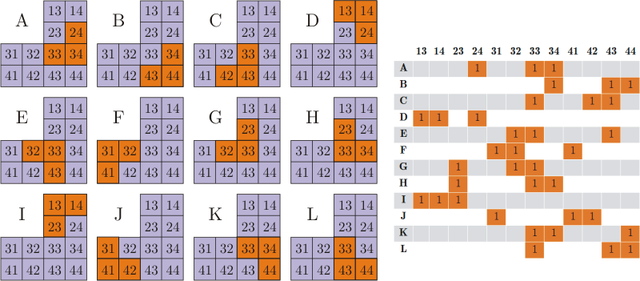 A
13 14
23 24
31 32 33 34
41 42 43 44
B
13 14
23 24
31 32 33 34
41 42 43 44
C
13 14
23 24
31 32 33 34
41 42 43 44
D
13 14
23 24
31 32 33 34
41 42 43 44
E
13 14
23 24
31 32 33 34
41 42 43 44
F
13 14
23 24
31 32 33 34
41 42 43 44
G
13 14
23 24
31 32 33 34
41 42 43 44
H
13 14
23 24
31 32 33 34
41 42 43 44
I
13 14
23 24
31 32 33 34
41 42 43 44
J
13 14
23 24
31 32 33 34
41 42 43 44
K
13 14
23 24
31 32 33 34
41 42 43 44
L
13 14
23 24
31 32 33 34
41 42 43 44
13 14 23 24 31 32 33 34 41 42 43 44
A 1 1 1
B 1 1 1
C 1 1 1
D 1 1 1
E 1 1 1
F 1 1 1
G 1 1 1
H 1 1 1
I 1 1 1
J 1 1 1
K 1 1 1
L 1 1 1